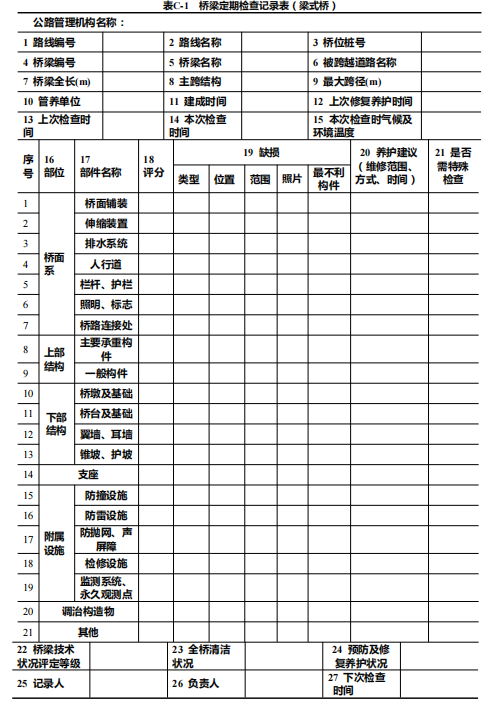 表C-1 桥梁定期检查记录表（梁式桥）
公路管理机构名称：
1 路线编号 2 路线名称 3 桥位桩号
4 桥梁编号 5 桥梁名称 6 被跨越道路名称
7 桥梁全长(m) 8 主跨结构 9 最大跨径(m)
10 管养单位 11 建成时间 12 上次修复养护时间
13 上次检查时
间
14 本次检查
时间
15 本次检查时气候及
环境温度
序
号
16
部位
17
部件名称
18
评分
19 缺损
类型 位置 范围 照片 最不利
构件
20 养护建议
（维修范围、
方式、时间）
21 是否
需特殊
检查
桥面
系
1 桥面铺装
2 伸缩装置
3 排水系统
4 人行道
5 栏杆、护栏
6 照明、标志
7 桥路连接处
上部
结构
8 主要承重构
件
9 一般构件
下部
结构
10 桥墩及基础
11 桥台及基础
12 翼墙、耳墙
13 锥坡、护坡
14 支座
附属
设施
15 防撞设施
16 防雷设施
17 防抛网、声
屏障
18 检修设施
19 监测系统、
永久观测点
20 调治构造物
21 其他
22 桥梁技术
状况评定等级
23 全桥清洁
状况
24 预防及修
复养护状况
25 记录人 26 负责人 27 下次检查
时间